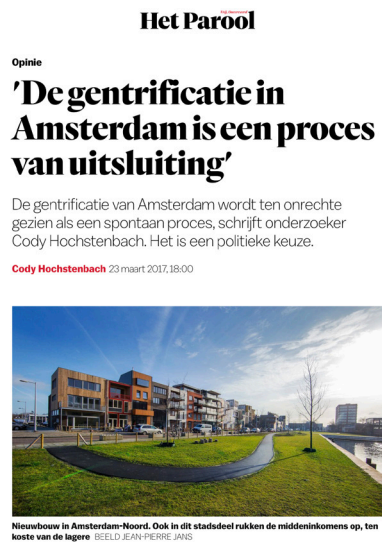 Het Parool
Opinie
'De gentrificatie in
Amsterdam is een proces
van uitsluiting'
De gentrificatie van Amsterdam wordt ten onrechte
gezien als een spontaan proces, schrijft onderzoeker
Cody Hochstenbach. Het is een politieke keuze.
Cody Hochstenbach 23 maart 2017, 18:00
Nieuwbouw in Amsterdam-Noord. Ook in dit stadsdeel rukken de middeninkomens op, ten
koste van de lagere BEELD JEAN-PIERRE JANS